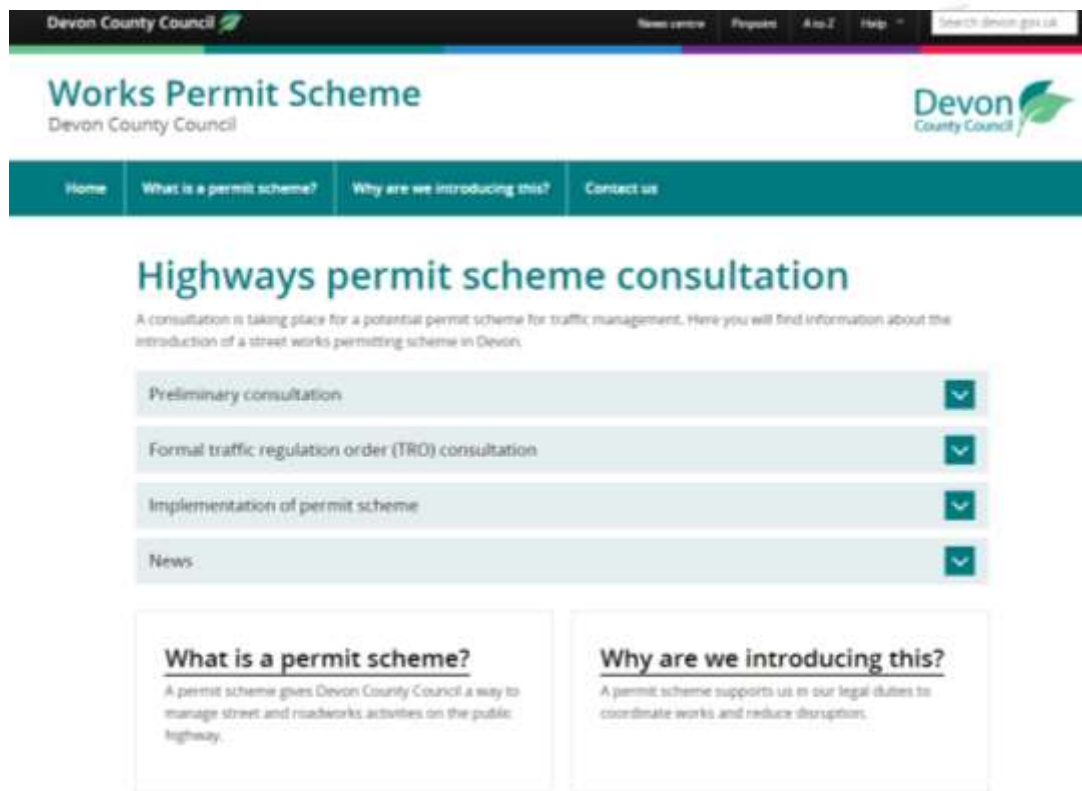 Devon County Council
News centre Pinpoint A to Z Help Search devon.gov.uk
Works Permit Scheme
Devon County Council
Devon
County Council
Home What is a permit scheme? Why are we introducing this? Contact us
Highways permit scheme consultation
A consultation is taking place for a potential permit scheme for traffic management. Here you will find information about the
introduction of a street works permitting scheme in Devon.
Preliminary consultation
Formal traffic regulation order (TRO) consultation
Implementation of permit scheme
News
What is a permit scheme?
A permit scheme gives Devon County Council a way to
manage street and roadworks activities on the public
highway.
Why are we introducing this?
A permit scheme supports us in our legal duties to
coordinate works and reduce disruption.